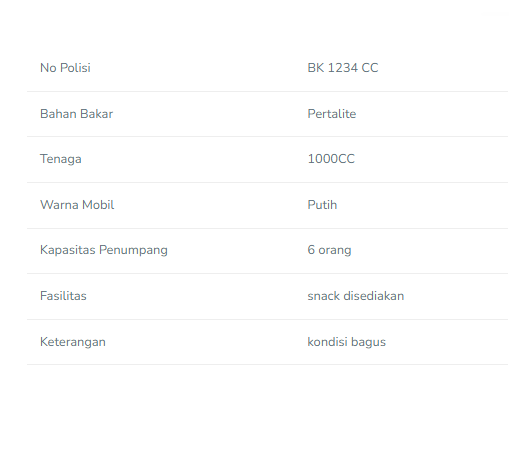 No Polisi BK 1234 CC
Bahan Bakar Pertalite
Tenaga 1000CC
Warna Mobil Putih
Kapasitas Penumpang 6 orang
Fasilitas snack disediakan
Keterangan kondisi bagus